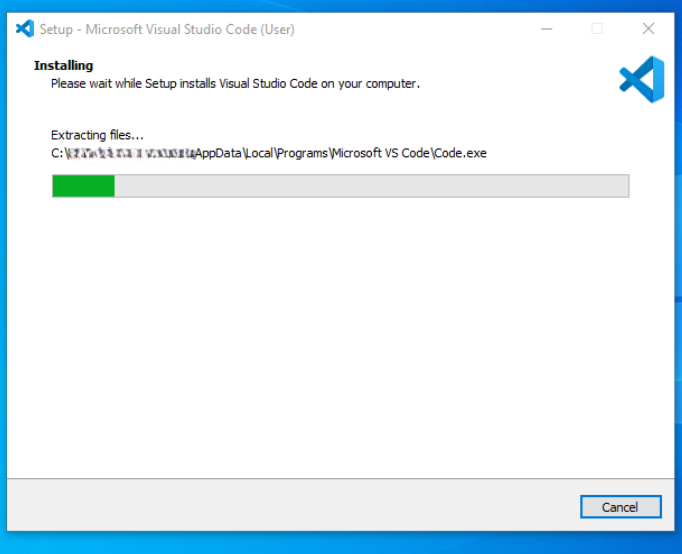 Setup - Microsoft Visual Studio Code (User)
Installing
Please wait while Setup installs Visual Studio Code on your computer.
Extracting files...
C:\AppData\Local\Programs\Microsoft VS Code\Code.exe
Cancel